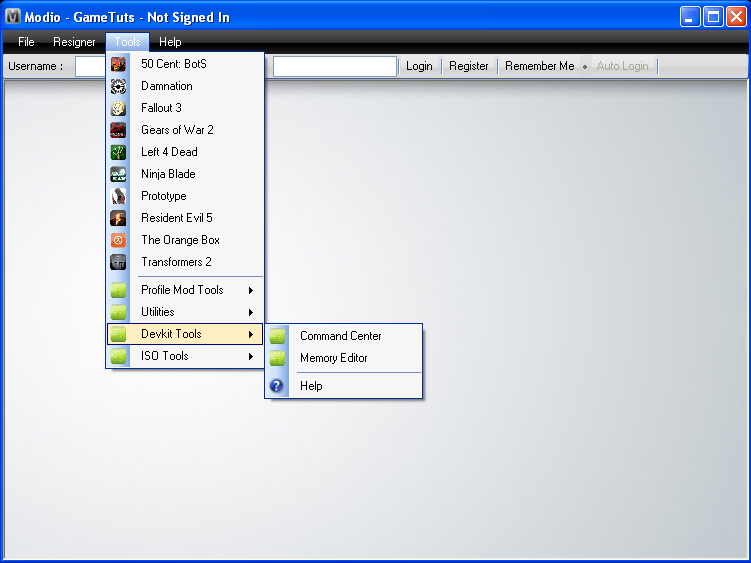 Modio - GameTuts - Not Signed In
File Resigner Tools Help
Username : Login Register Remember Me • Auto Login
50 Cent: BotS
Damnation
Fallout 3
Gears of War 2
Left 4 Dead
Ninja Blade
Prototype
Resident Evil 5
The Orange Box
Transformers 2
Profile Mod Tools
Utilities
Devkit Tools
ISO Tools
Command Center
Memory Editor
Help